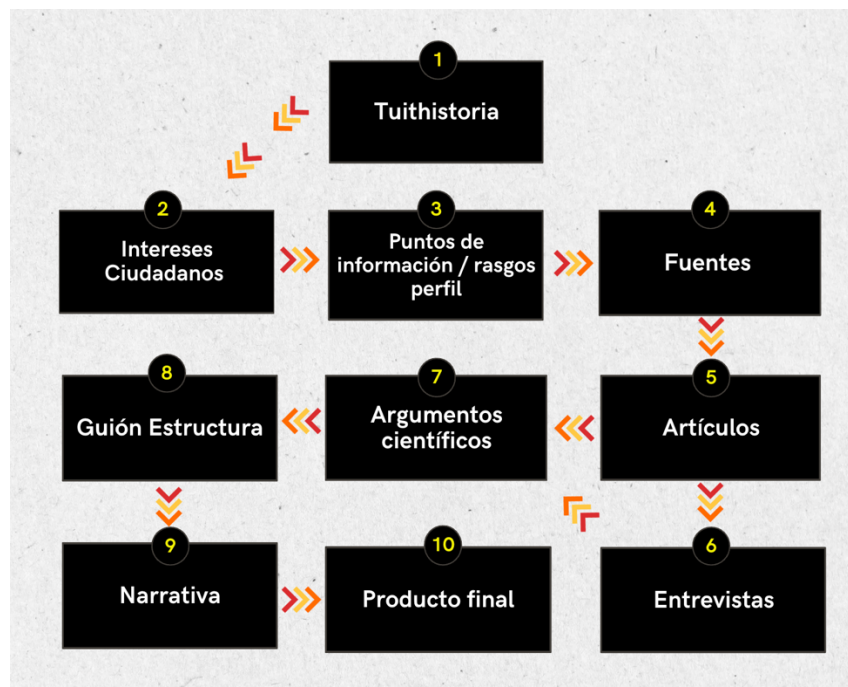 1
Tuithistoria
2
Intereses
Ciudadanos
3
Puntos de
información / rasgos
perfil
4
Fuentes
8
Guión Estructura
7
Argumentos
científicos
5
Artículos
9
Narrativa
10
Producto final
6
Entrevistas